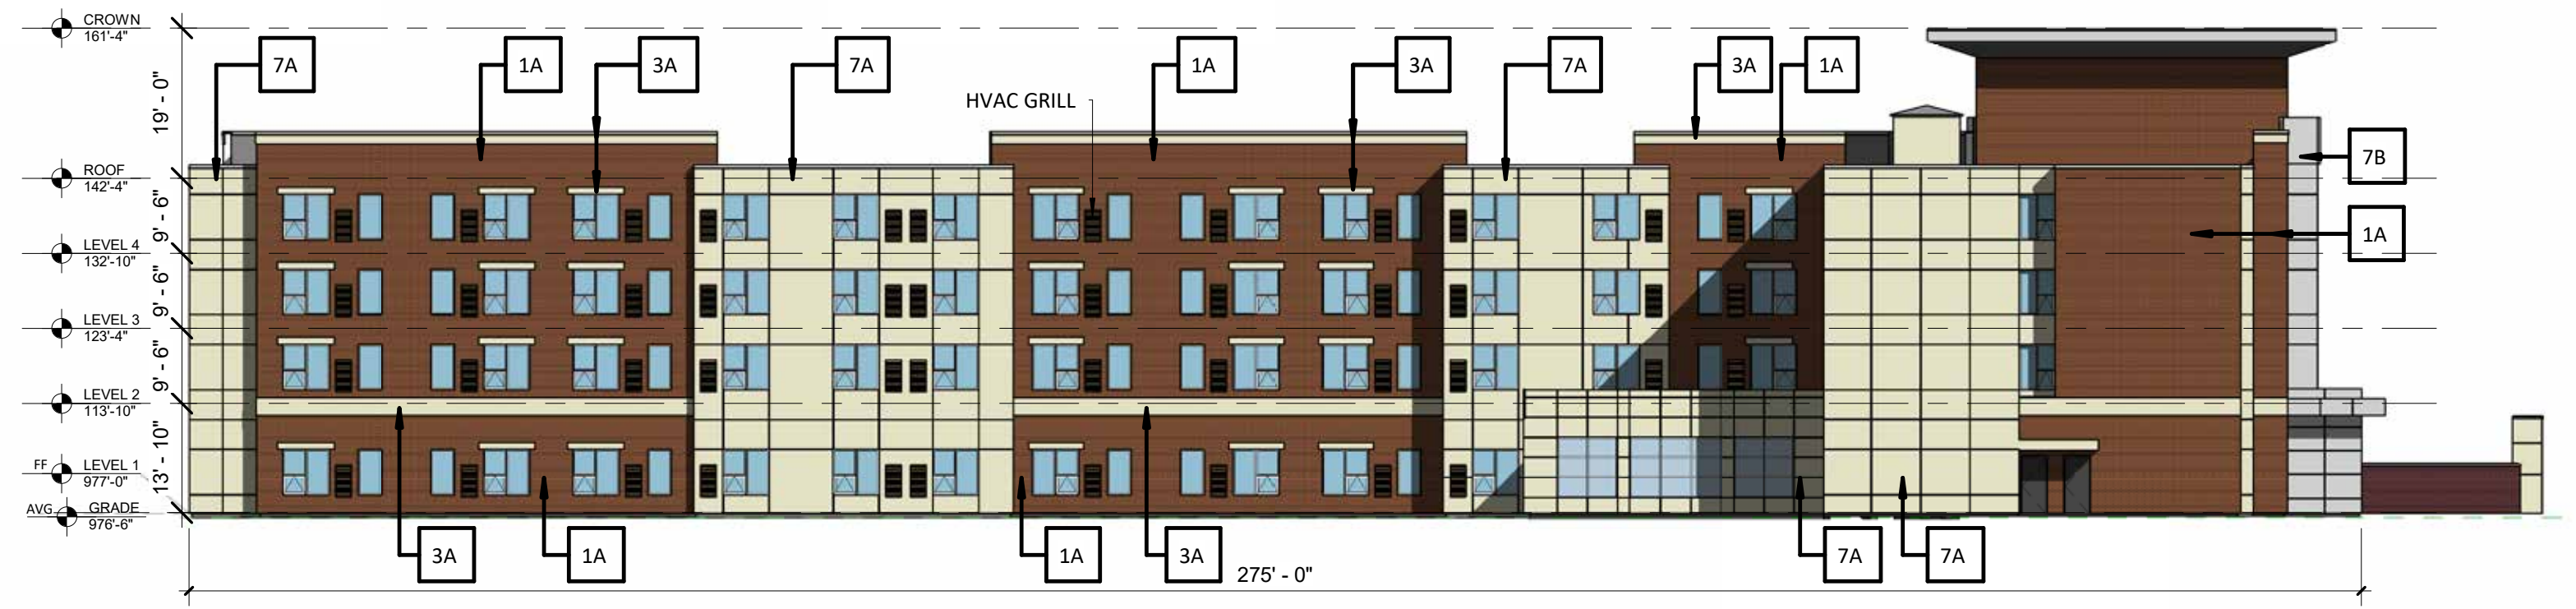 CROWN
161'-4"
7A
1A
3A
7A
1A
3A
7A
3A
1A
HVAC GRILL
19' - 0"
ROOF
142'-4"
7B
9' - 6"
1A
LEVEL 4
132'-10"
9' - 6"
LEVEL 3
123'-4"
9' - 6"
LEVEL 2
113'-10"
13' - 10"
FF LEVEL 1
977'-0"
AVG GRADE
976'-6"
3A
1A
1A
3A
7A
7A
275' - 0"